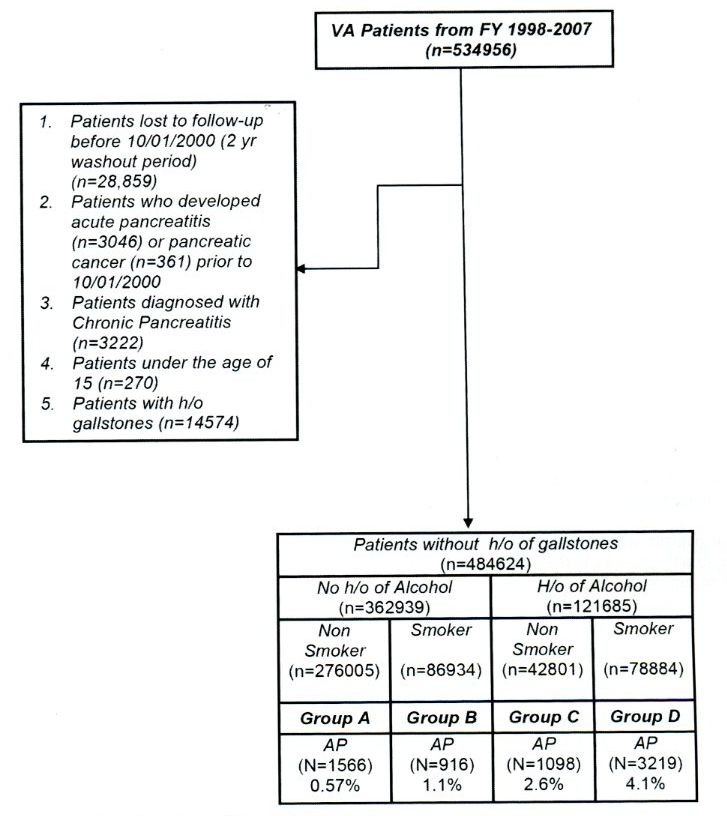 VA Patients from FY 1998-2007
(n=534956)
1. Patients lost to follow-up
before 10/01/2000 (2 yr
washout period)
(n=28,859)
2. Patients who developed
acute pancreatitis
(n=3046) or pancreatic
cancer (n=361) prior to
10/01/2000
3. Patients diagnosed with
Chronic Pancreatitis
(n=3222)
4. Patients under the age of
15 (n=270)
5. Patients with h/o
gallstones (n=14574)
Patients without h/o of gallstones
(n=484624)
No h/o of Alcohol
(n=362939)
H/o of Alcohol
(n=121685)
Non
Smoker
(n=276005)
Smoker
(n=86934)
Non
Smoker
(n=42801)
Smoker
(n=78884)
Group A
Group B
Group C
Group D
AP
(N=1566)
0.57%
AP
(N=916)
1.1%
AP
(N=1098)
2.6%
AP
(N=3219)
4.1%